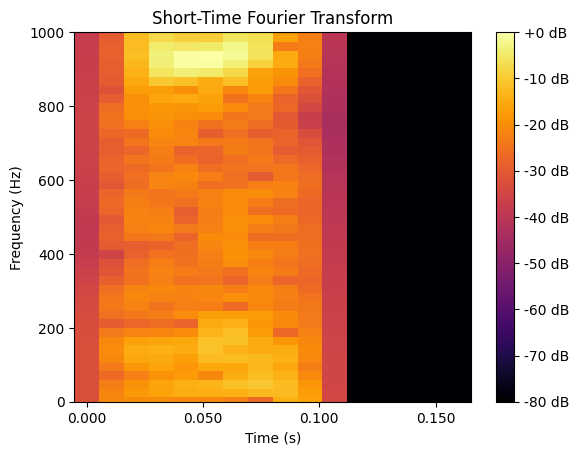 Short-Time Fourier Transform
1000
800
600
400
200
0
Frequency (Hz)
0.000
0.050
0.100
0.150
Time (s)
+0 dB
-10 dB
-20 dB
-30 dB
-40 dB
-50 dB
-60 dB
-70 dB
-80 dB